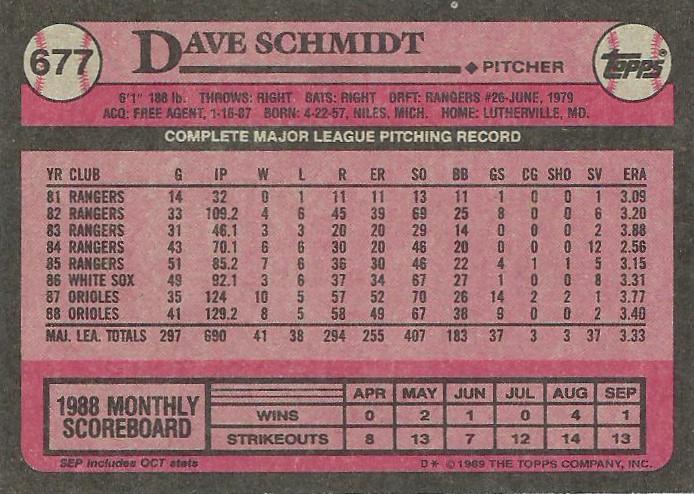 677 DAVE SCHMIDT TOPPS®
PITCHER
6'1" 188 lb. THROWS: RIGHT BATS: RIGHT DRFT: RANGERS #26-JUNE, 1979
ACQ: FREE AGENT, 1-16-87 BORN: 4-22-57, NILES, MICH. HOME: LUTHERVILLE, MD.
COMPLETE MAJOR LEAGUE PITCHING RECORD
YR CLUB G IP W L R ER SO BB GS CG SHO SV ERA
81 RANGERS 14 32 0 1 11 11 13 11 1 0 0 1 3.09
82 RANGERS 33 109.2 4 6 45 39 69 25 8 0 0 6 3.20
83 RANGERS 31 46.1 3 3 20 20 29 14 0 0 0 2 3.88
84 RANGERS 43 70.1 6 6 30 20 46 20 0 0 0 12 2.56
85 RANGERS 51 85.2 7 6 36 30 46 22 4 1 1 5 3.15
86 WHITE SOX 49 92.1 3 6 37 34 67 27 1 0 0 8 3.31
87 ORIOLES 35 124 10 5 57 52 70 26 14 2 2 1 3.77
88 ORIOLES 41 129.2 8 5 58 49 67 38 9 0 0 2 3.40
MAJ. LEA. TOTALS 297 690 41 38 294 255 407 183 37 3 3 37 3.33
1988 MONTHLY SCOREBOARD
APR MAY JUN JUL AUG SEP
WINS 0 2 1 0 4 1
STRIKEOUTS 8 13 7 12 14 13
SEP includes OCT stats D* © 1989 THE TOPPS COMPANY, INC.